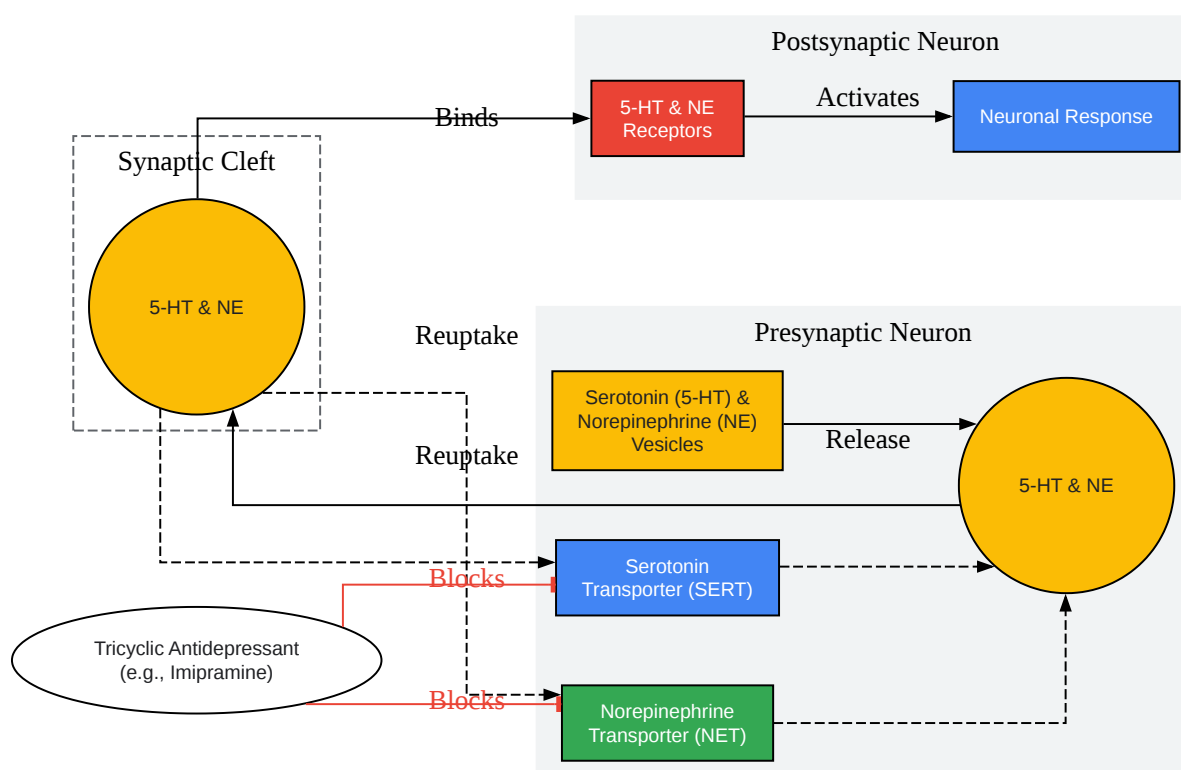 Postsynaptic Neuron
5-HT & NE
Receptors
Activates
Neuronal Response
Binds
Synaptic Cleft
5-HT & NE
Reuptake
Presynaptic Neuron
Serotonin (5-HT) &
Norepinephrine (NE)
Vesicles
Release
5-HT & NE
Reuptake
Serotonin
Transporter (SERT)
Blocks
Tricyclic Antidepressant
(e.g., Imipramine)
Blocks
Norepinephrine
Transporter (NET)